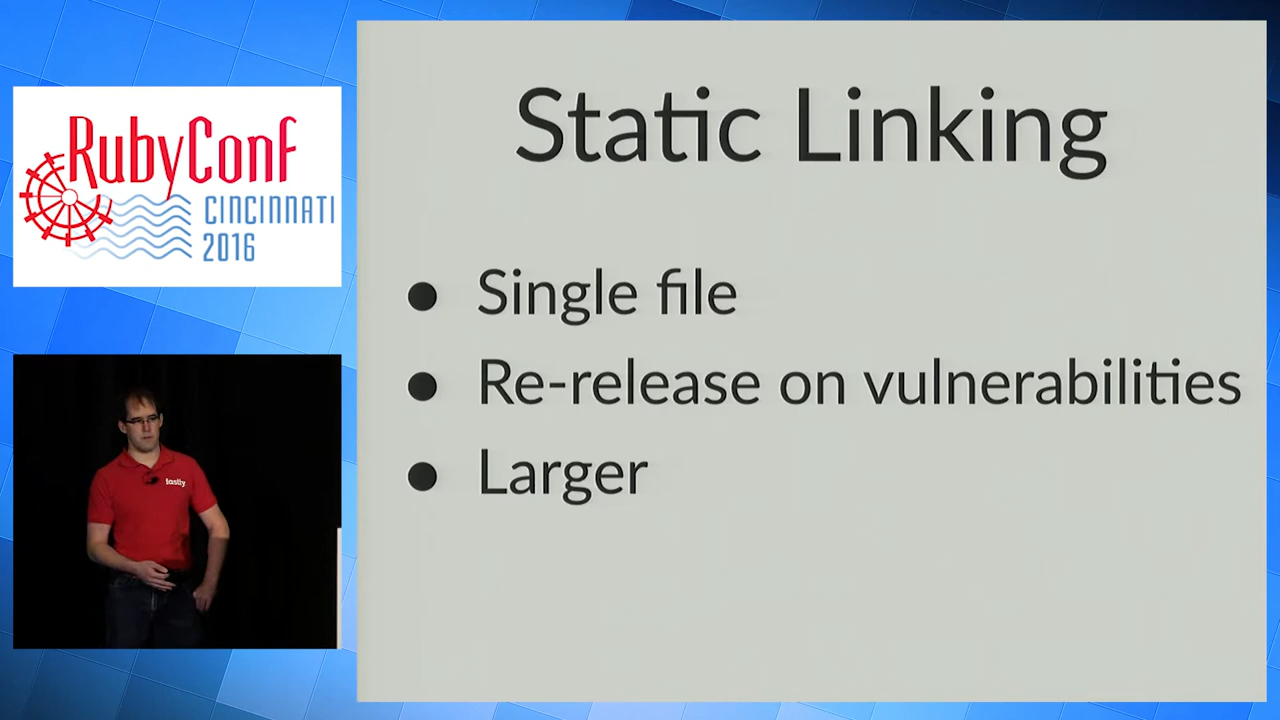 RubyConf
CINCINNATI
2016
fastly
Static Linking
● Single file
● Re-release on vulnerabilities
● Larger